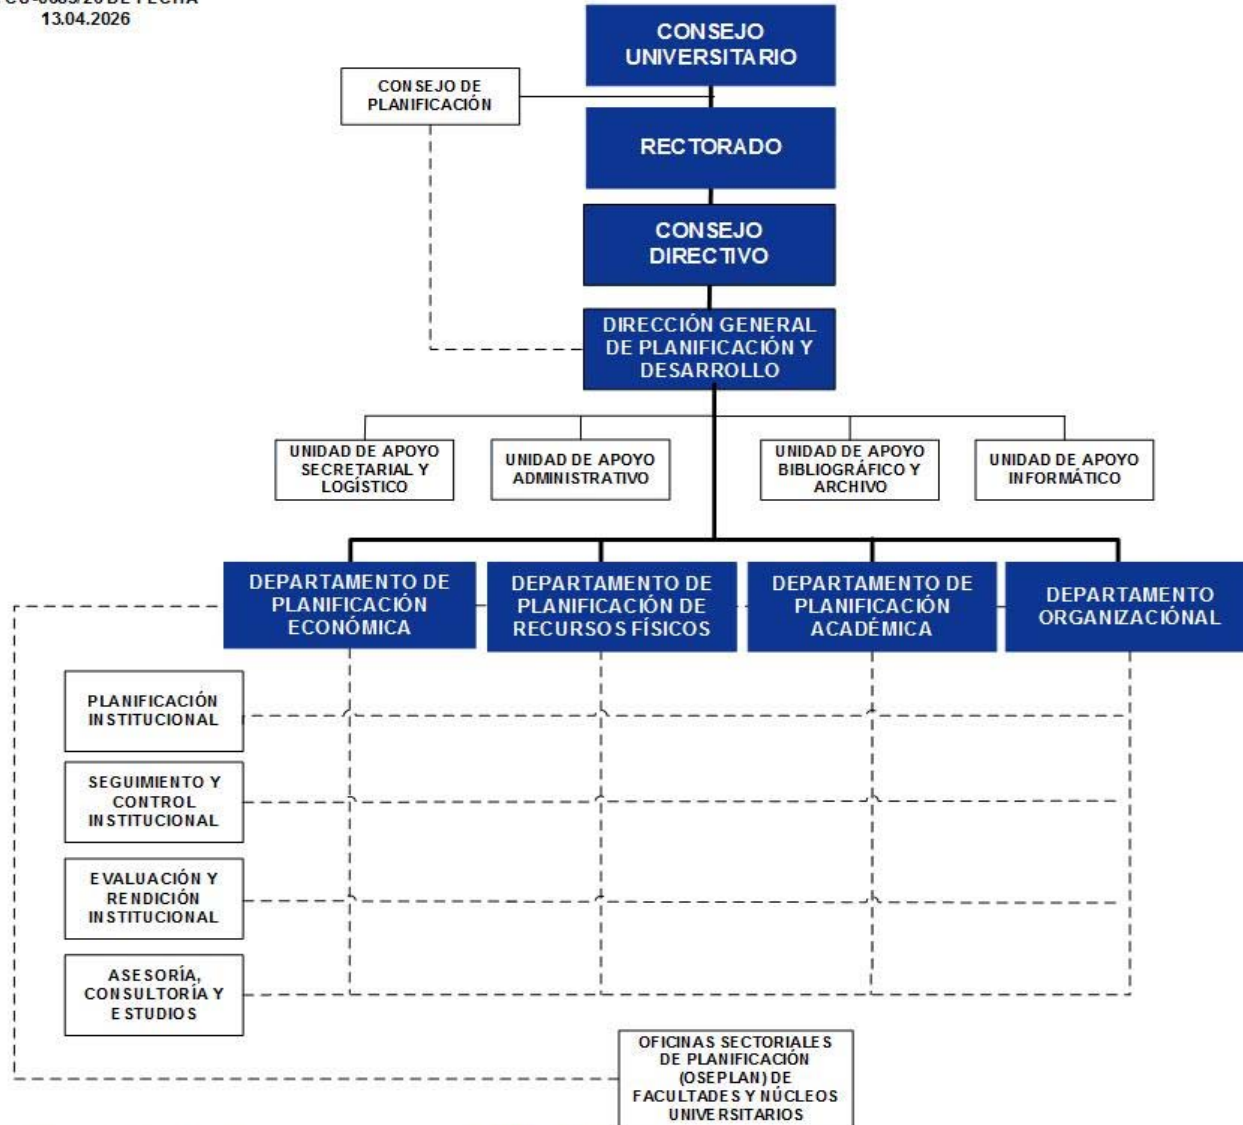 13.04.2026
CONSEJO
UNIVERSITARIO
CONSEJO DE
PLANIFICACIÓN
RECTORADO
CONSEJO
DIRECTIVO
DIRECCIÓN GENERAL
DE PLANIFICACIÓN Y
DESARROLLO
UNIDAD DE APOYO
SECRETARIAL Y
LOGÍSTICO
UNIDAD DE APOYO
ADMINISTRATIVO
UNIDAD DE APOYO
BIBLIOGRÁFICO Y
ARCHIVO
UNIDAD DE APOYO
INFORMÁTICO
DEPARTAMENTO DE
PLANIFICACIÓN
ECONÓMICA
DEPARTAMENTO DE
PLANIFICACIÓN DE
RECURSOS FÍSICOS
DEPARTAMENTO DE
PLANIFICACIÓN
ACADÉMICA
DEPARTAMENTO
ORGANIZACIÓNAL
PLANIFICACIÓN
INSTITUCIONAL
SEGUIMIENTO Y
CONTROL
INSTITUCIONAL
EVALUACIÓN Y
RENDICIÓN
INSTITUCIONAL
ASESORÍA,
CONSULTORÍA Y
ESTUDIOS
OFICINAS SECTORIALES
DE PLANIFICACIÓN
(OSEPLAN) DE
FACULTADES Y NÚCLEOS
UNIVERSITARIOS